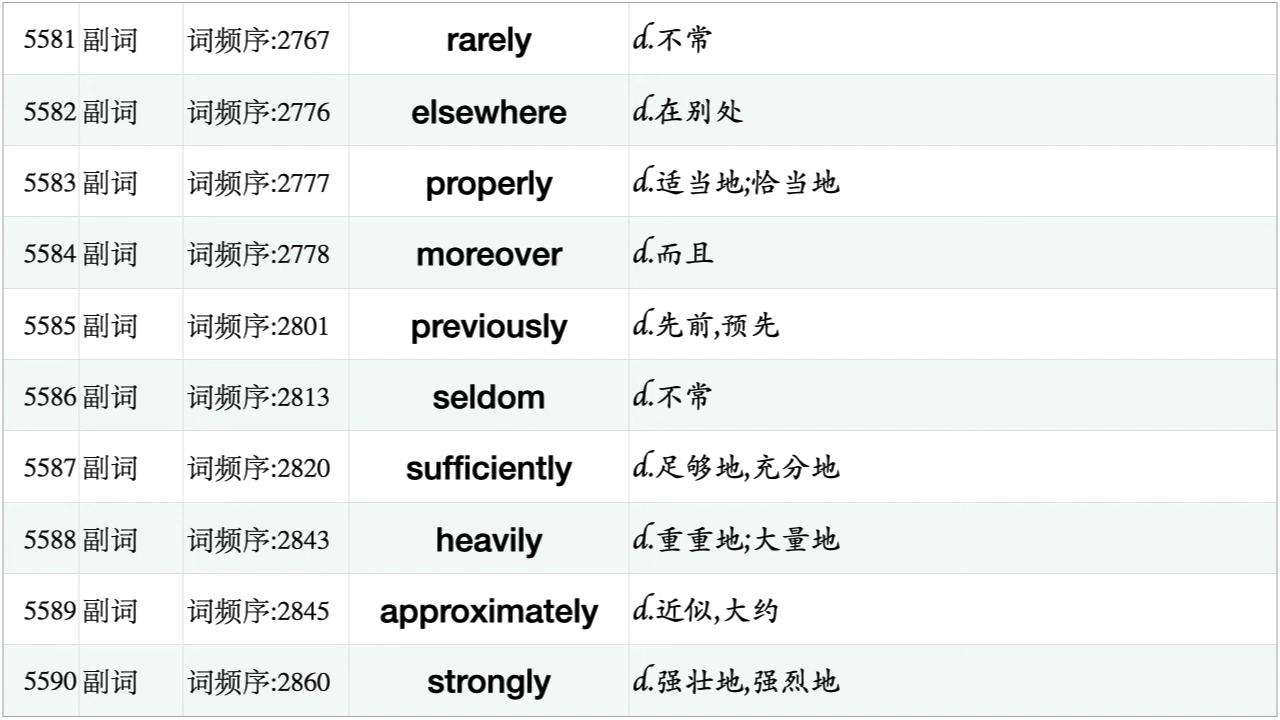 5581 副词 词频序:2767 rarely d.不常
5582 副词 词频序:2776 elsewhere d.在别处
5583 副词 词频序:2777 properly d.适当地;恰当地
5584 副词 词频序:2778 moreover d.而且
5585 副词 词频序:2801 previously d.先前,预先
5586 副词 词频序:2813 seldom d.不常
5587 副词 词频序:2820 sufficiently d.足够地,充分地
5588 副词 词频序:2843 heavily d.重重地;大量地
5589 副词 词频序:2845 approximately d.近似,大约
5590 副词 词频序:2860 strongly d.强壮地,强烈地